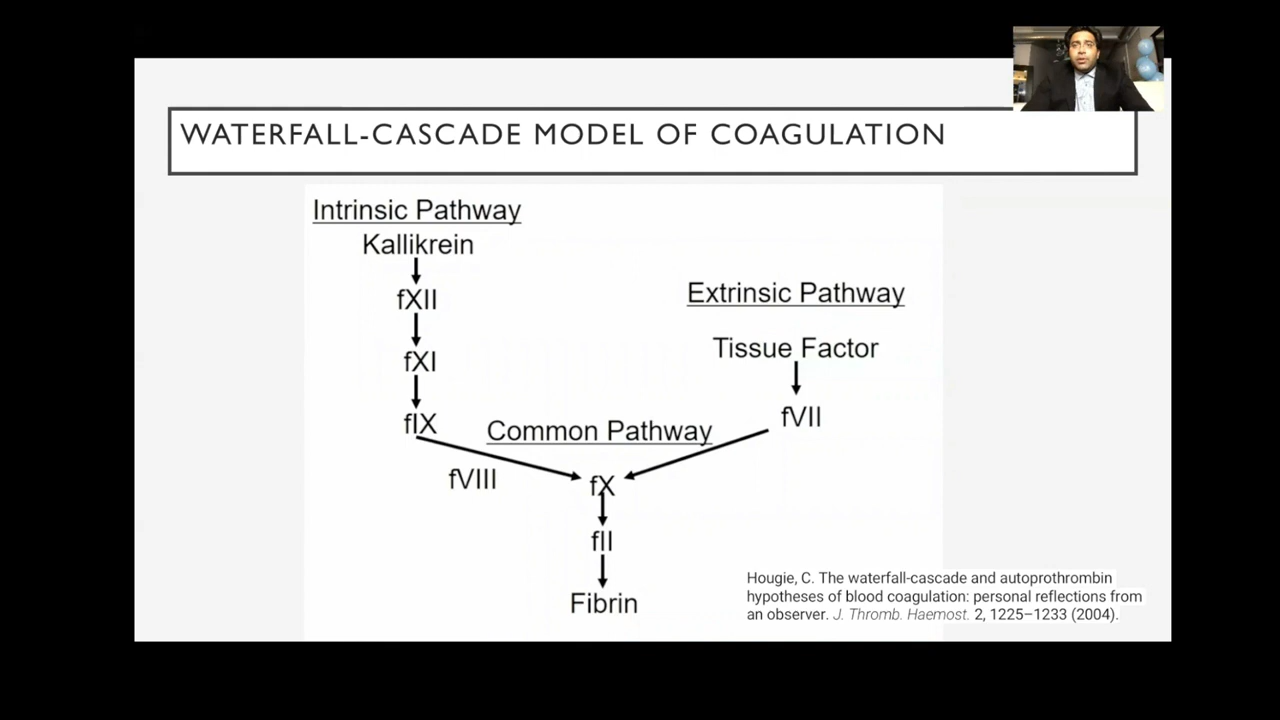 WATERFALL-CASCADE MODEL OF COAGULATION
Intrinsic Pathway
Kallikrein
fXII
fXI
fIX
fVIII
Extrinsic Pathway
Tissue Factor
fVII
Common Pathway
fX
fII
Fibrin
Hougie, C. The waterfall-cascade and autoprothrombin
hypotheses of blood coagulation: personal reflections from
an observer. J. Thromb. Haemost. 2, 1225–1233 (2004).